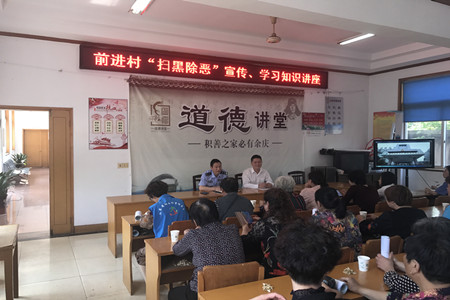 前进村“扫黑除恶”宣传、学习知识讲座
道德讲堂
积善之家必有余庆